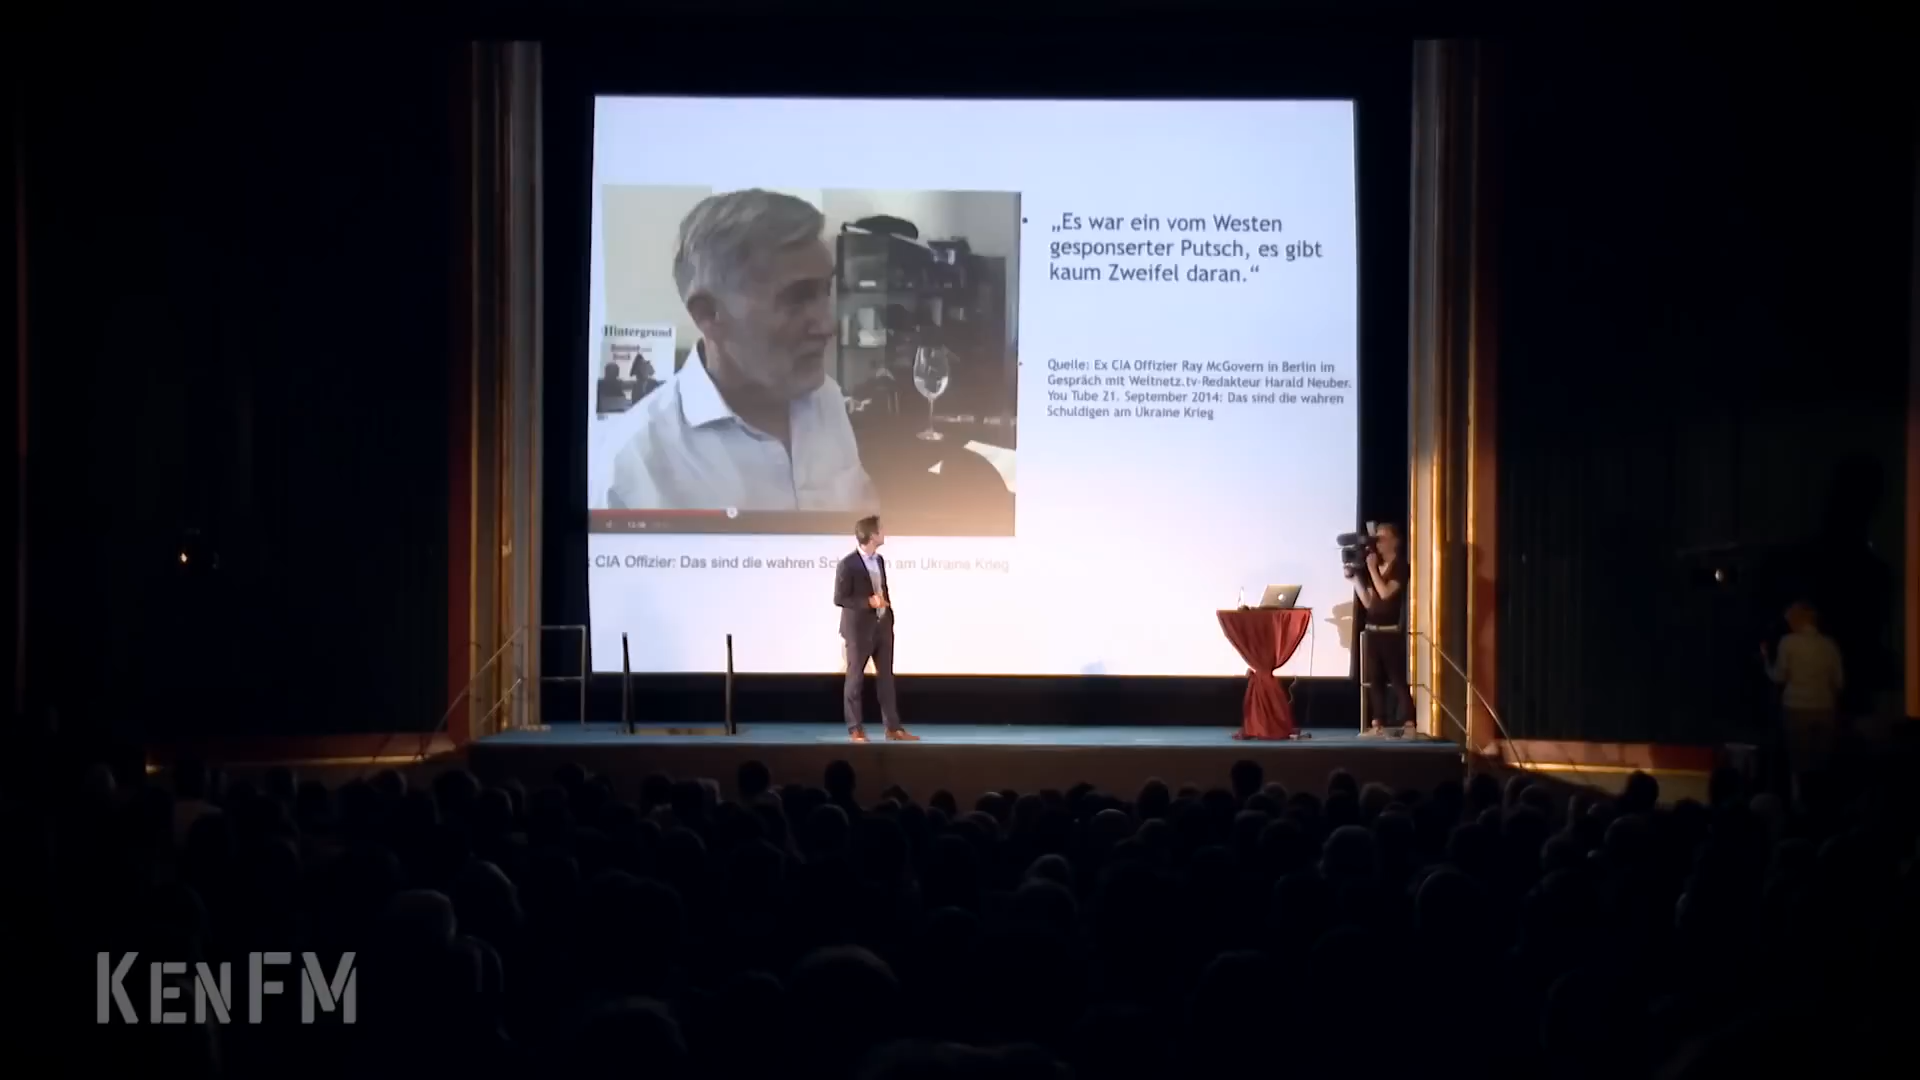 „Es war ein vom Westen
gesponserter Putsch, es gibt
kaum Zweifel daran.“
Hintergrund
Quelle: Ex CIA Offizier Ray McGovern in Berlin im
Gespräch mit Weltnetz.tv-Redakteur Harald Neuber.
You Tube 21. September 2014: Das sind die wahren
Schuldigen am Ukraine Krieg
CIA Offizier: Das sind die wahren Sc n am Ukraine Krieg
KENFM